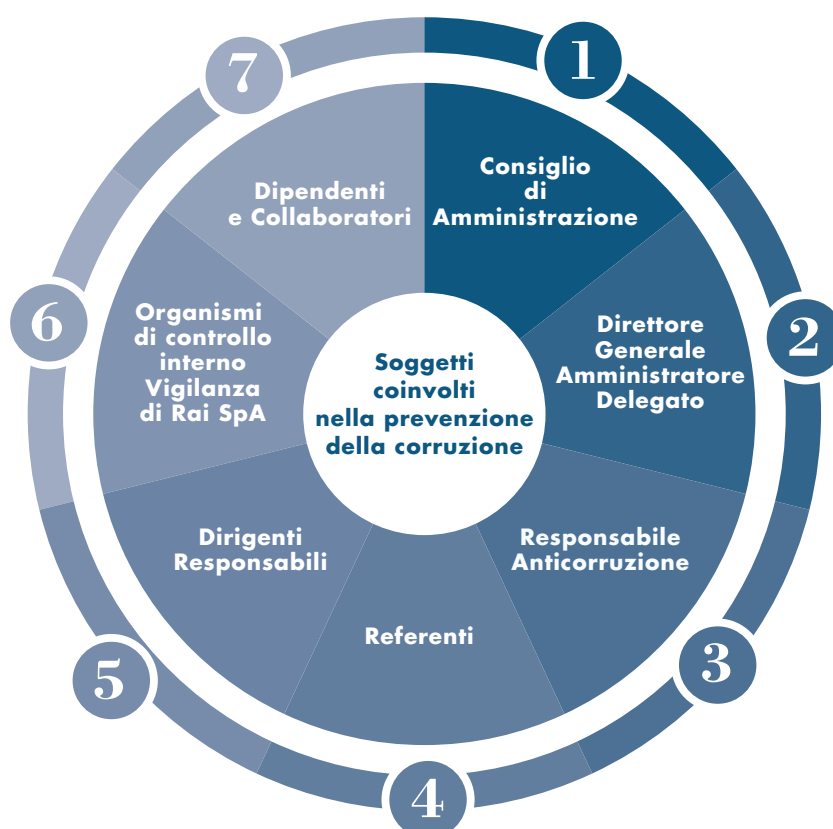 1
Consiglio
di
Amministrazione
2
Direttore
Generale
Amministratore
Delegato
3
Responsabile
Anticorruzione
4
Referenti
5
Dirigenti
Responsabili
6
Organismi
di controllo
interno
Vigilanza
di Rai SpA
7
Dipendenti
e Collaboratori
Soggetti
coinvolti
nella prevenzione
della corruzione